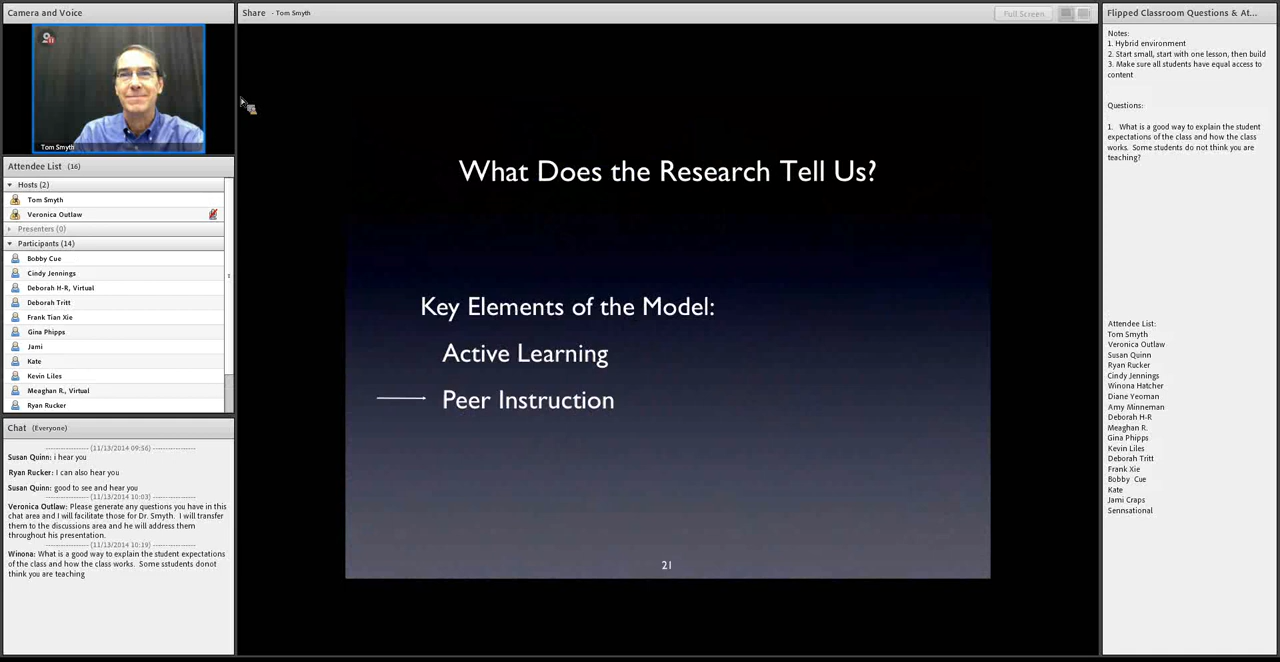 Camera and Voice
Tom Smyth
Attendee List (16)
Hosts (2)
Tom Smyth
Veronica Outlaw
Presenters (0)
Participants (14)
Bobby Cue
Cindy Jennings
Deborah H-R, Virtual
Deborah Tritt
Frank Tian Xie
Gina Phipps
Jami
Kate
Kevin Liles
Meaghan R., Virtual
Ryan Rucker
Chat (Everyone)
----------------- (11/13/2014 09:56) -----------------
Susan Quinn: i hear you
Ryan Rucker: I can also hear you
Susan Quinn: good to see and hear you
----------------- (11/13/2014 10:03) -----------------
Veronica Outlaw: Please generate any questions you have in this
chat area and I will facilitate those for Dr. Smyth. I will transfer
them to the discussions area and he will address them
throughout his presentation.
----------------- (11/13/2014 10:19) -----------------
Winona: What is a good way to explain the student expectations
of the class and how the class works. Some sstudents donot
think you are teaching
Share - Tom Smyth
Full Screen
What Does the Research Tell Us?
Key Elements of the Model:
Active Learning
Peer Instruction
21
Flipped Classroom Questions & At...
Notes:
1. Hybrid environment
2. Start small, start with one lesson, then build
3. Make sure all students have equal access to
content
Questions:
1. What is a good way to explain the student
expectations of the class and how the class
works. Some students do not think you are
teaching?
Attendee List:
Tom Smyth
Veronica Outlaw
Susan Quinn
Ryan Rucker
Cindy Jennings
Winona Hatcher
Diane Yeoman
Amy Minneman
Deborah H-R
Meaghan R.
Gina Phipps
Kevin Liles
Deborah Tritt
Frank Xie
Bobby Cue
Kate
Jami Craps
Sennsational